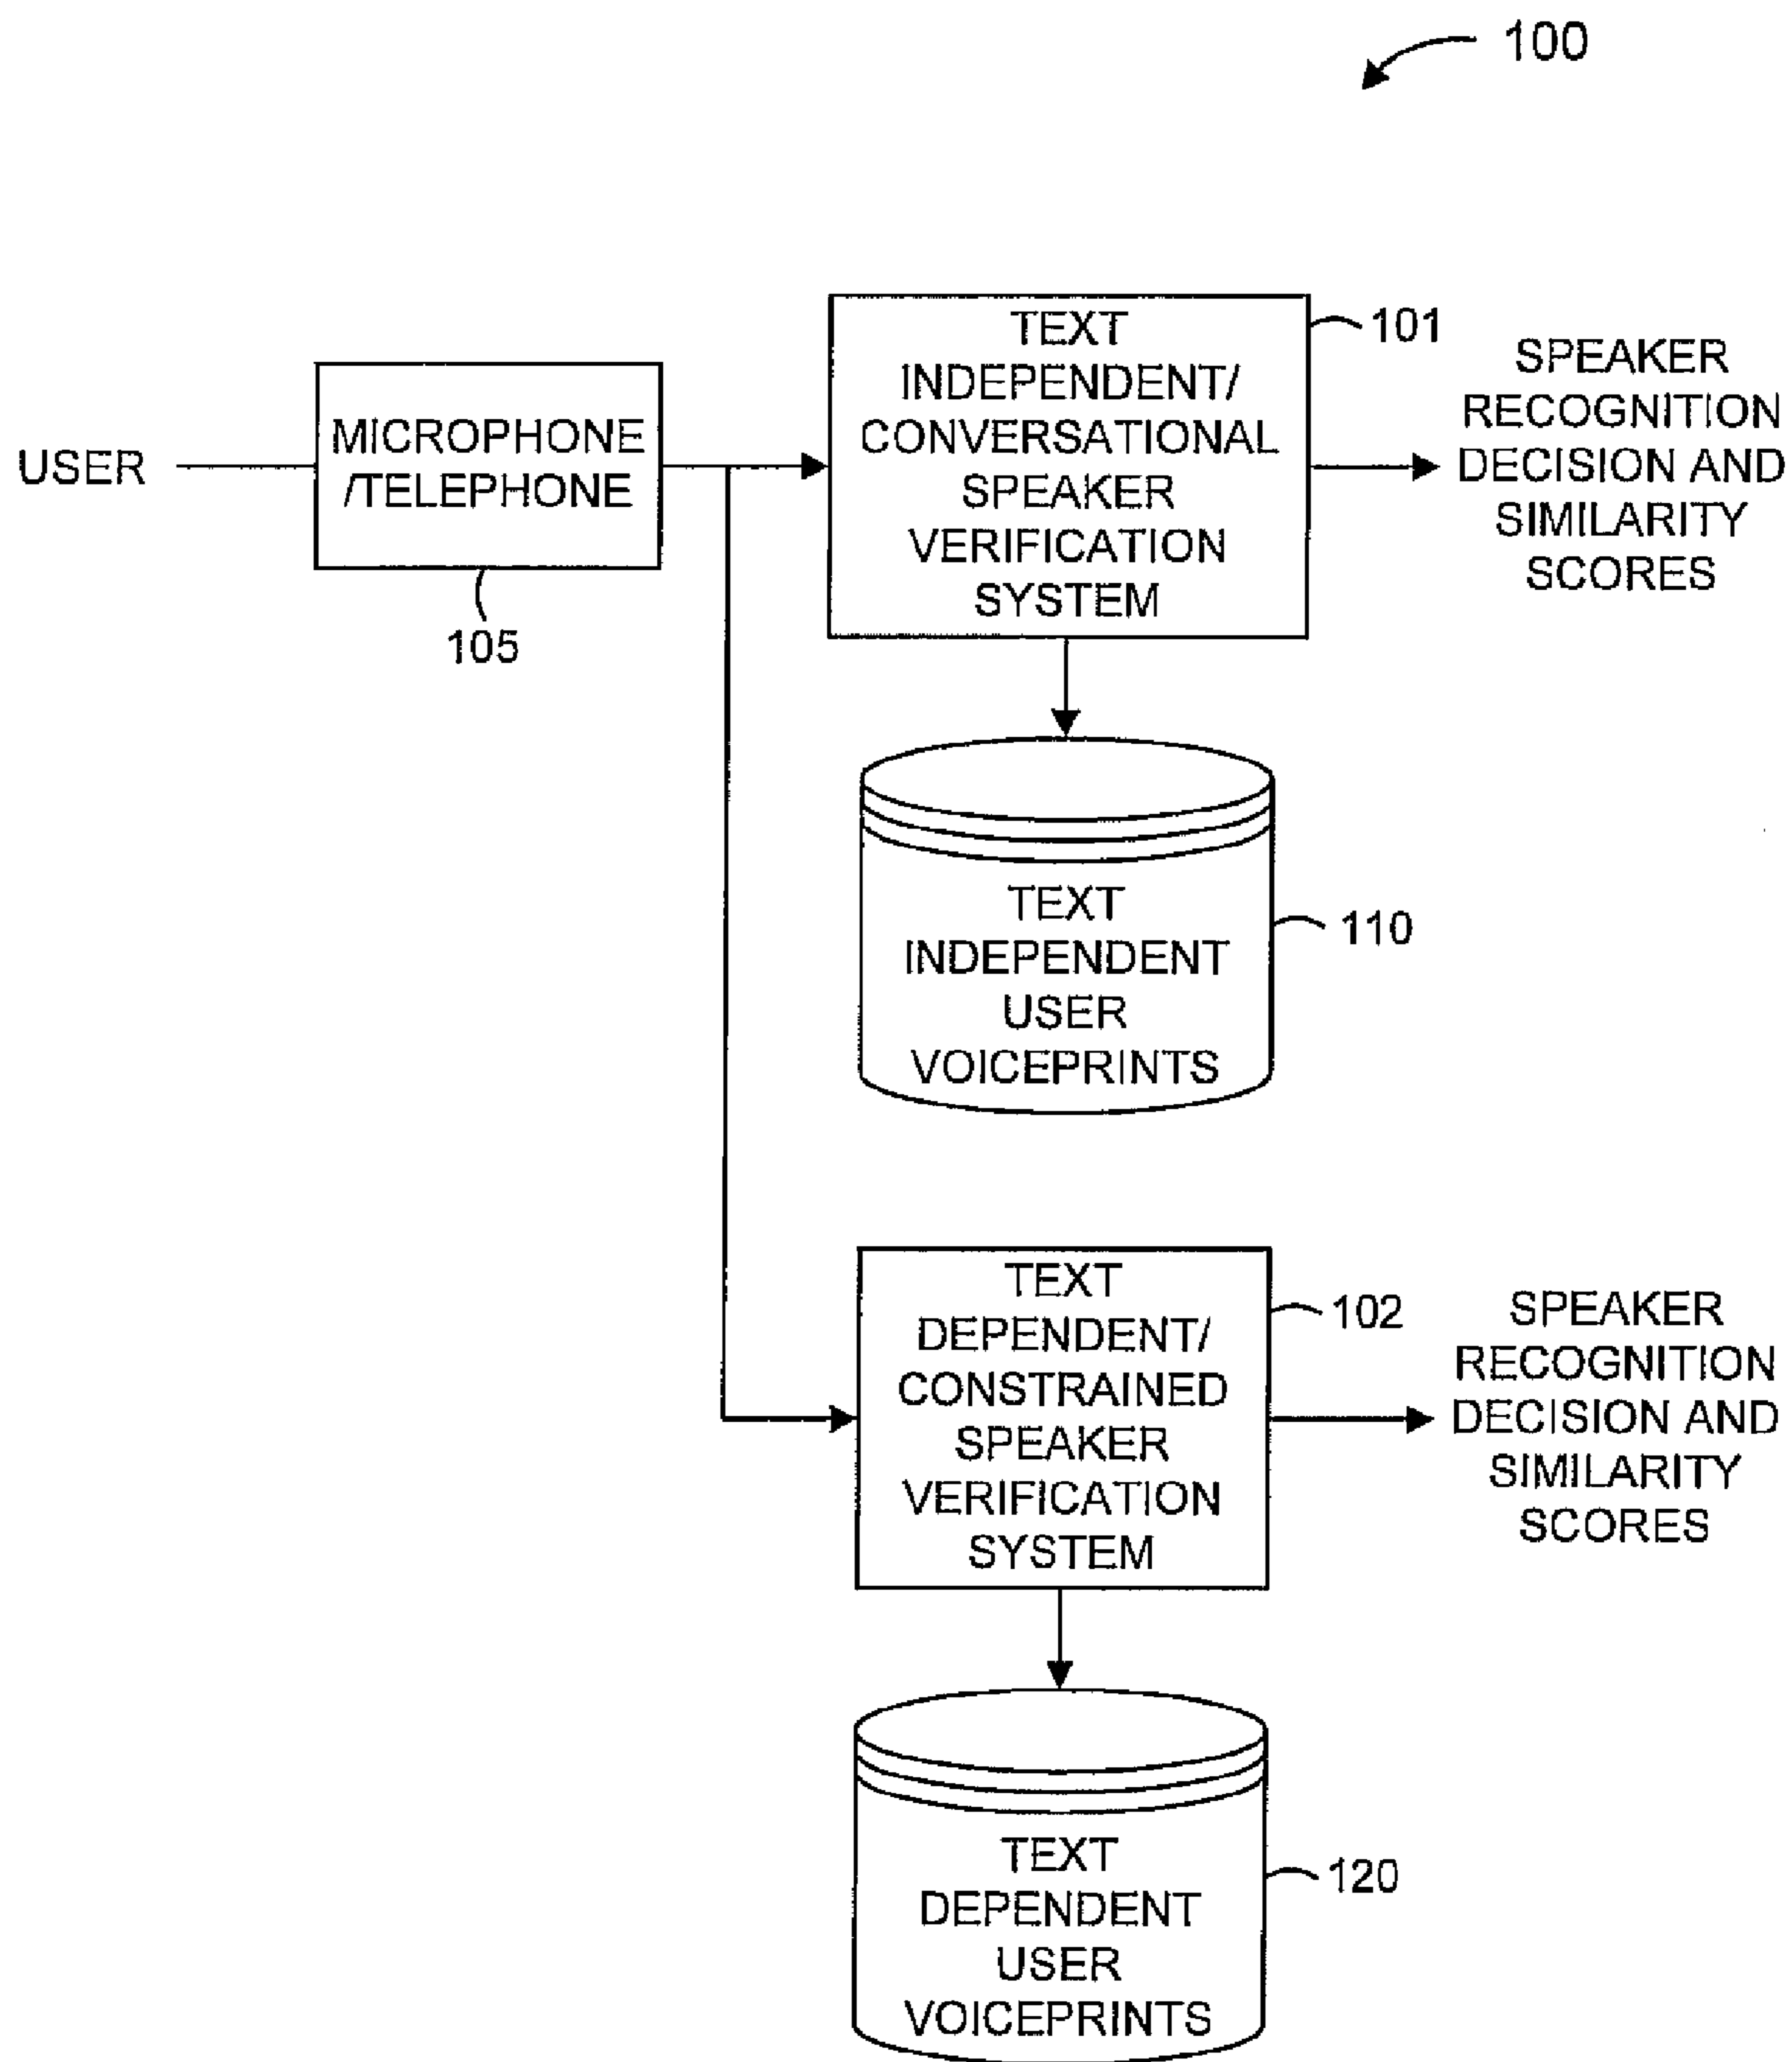 100
USER
MICROPHONE
/TELEPHONE
105
TEXT
INDEPENDENT/
CONVERSATIONAL
SPEAKER
VERIFICATION
SYSTEM
101
SPEAKER
RECOGNITION
DECISION AND
SIMILARITY
SCORES
TEXT
INDEPENDENT
USER
VOICEPRINTS
110
TEXT
DEPENDENT/
CONSTRAINED
SPEAKER
VERIFICATION
SYSTEM
102
SPEAKER
RECOGNITION
DECISION AND
SIMILARITY
SCORES
TEXT
DEPENDENT
USER
VOICEPRINTS
120